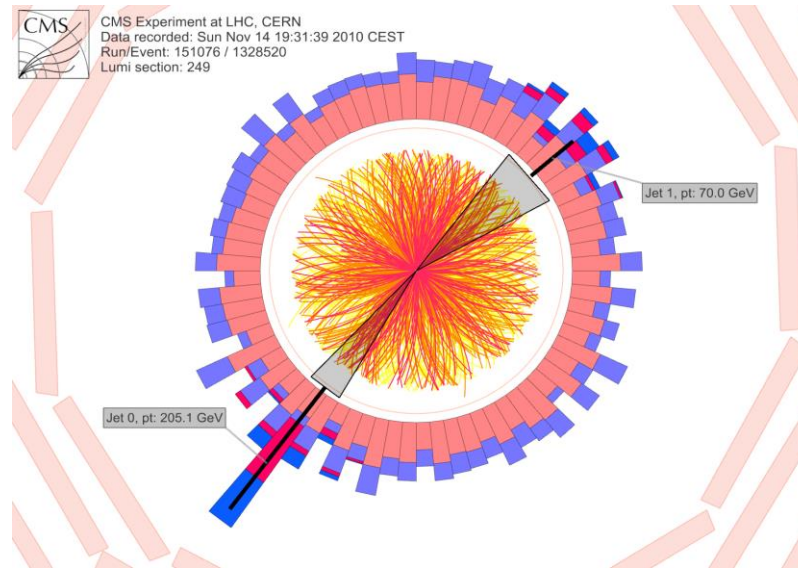 CMS
CMS Experiment at LHC, CERN
Data recorded: Sun Nov 14 19:31:39 2010 CEST
Run/Event: 151076 / 1328520
Lumi section: 249
Jet 1, pt: 70.0 GeV
Jet 0, pt: 205.1 GeV